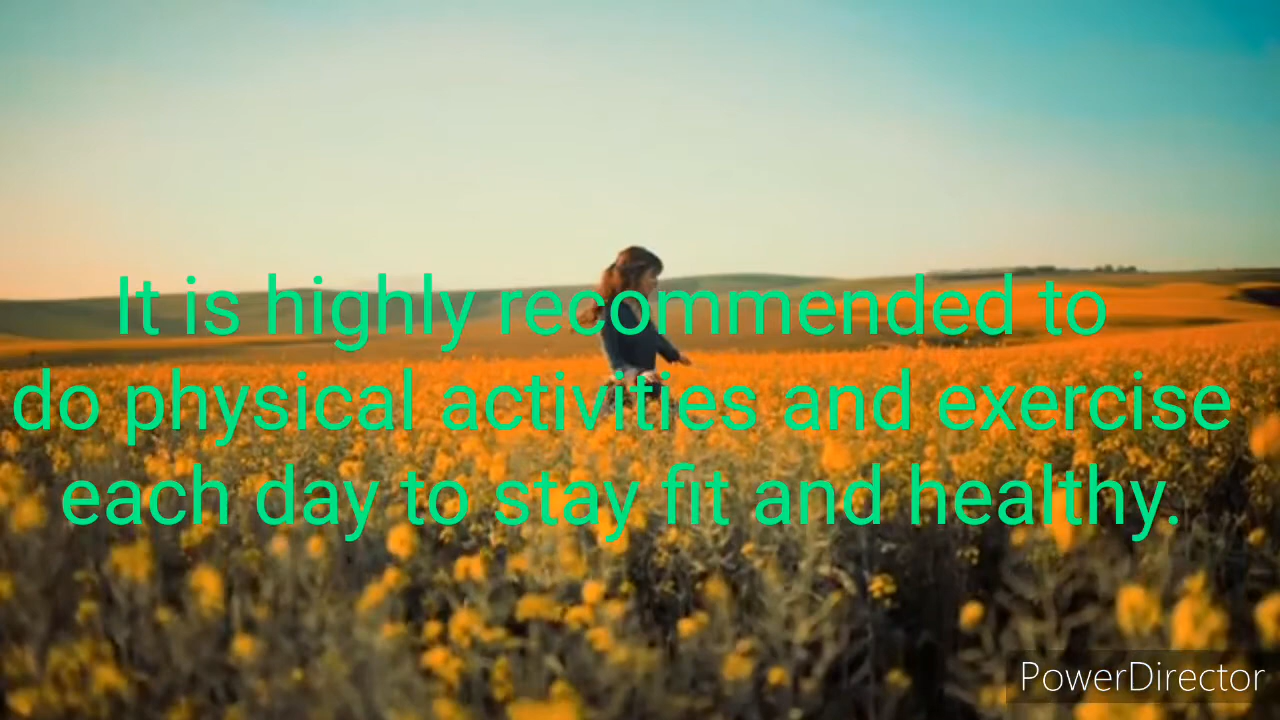 It is highly recommended to
do physical activities and exercise
each day to stay fit and healthy.
PowerDirector